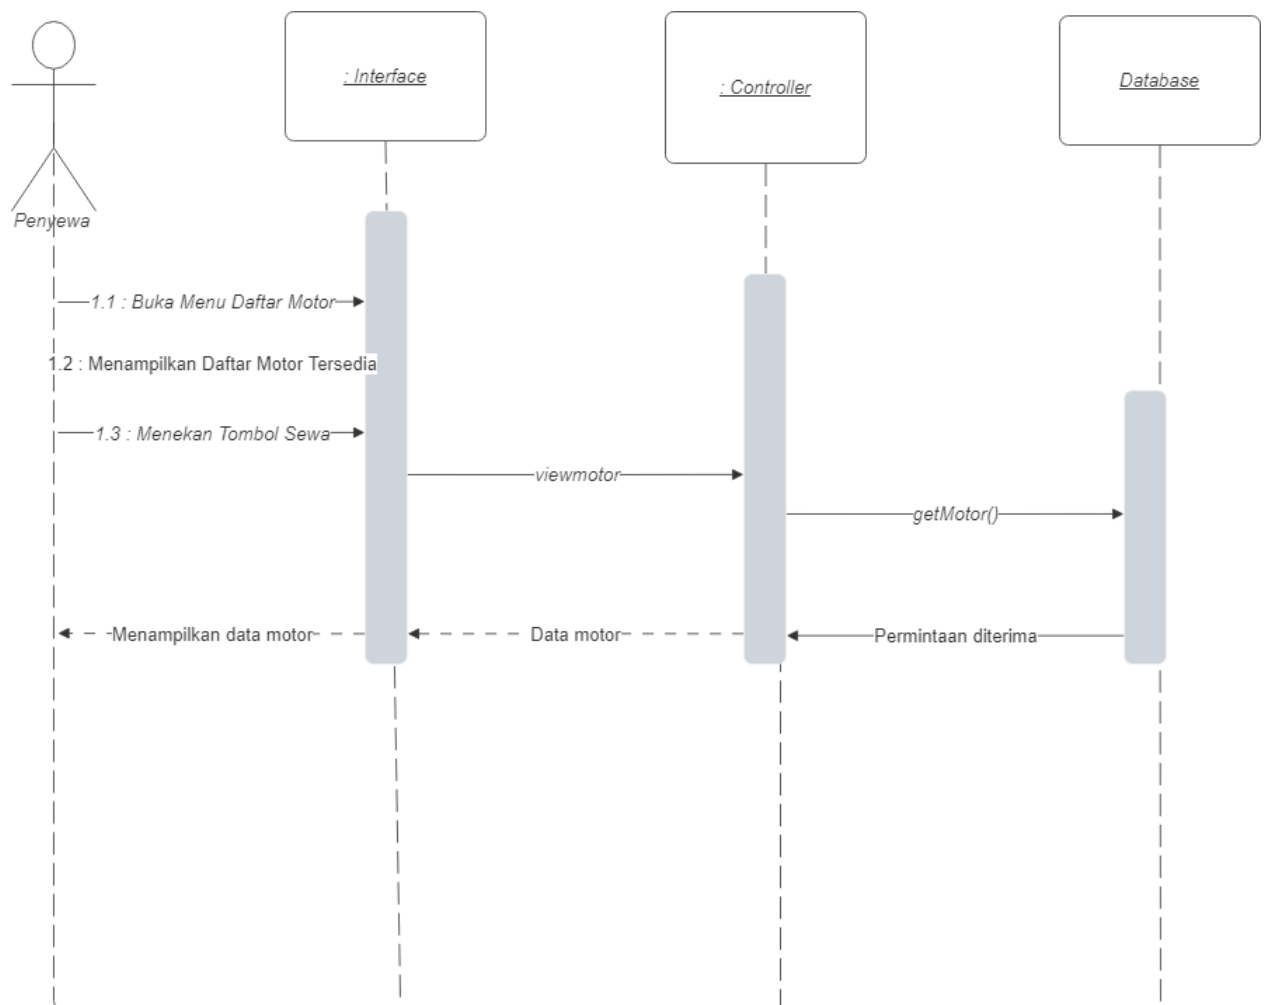 : Interface
: Controller
Database
Penyewa
1.1 : Buka Menu Daftar Motor
1.2 : Menampilkan Daftar Motor Tersedia
1.3 : Menekan Tombol Sewa
viewmotor
getMotor()
Menampilkan data motor
Data motor
Permintaan diterima